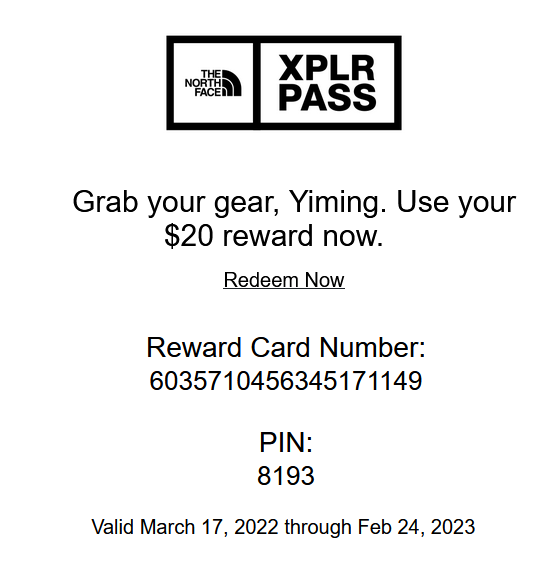 THE
NORTH
FACE
XPLR
PASS
Grab your gear, Yiming. Use your
$20 reward now.
Redeem Now
Reward Card Number:
6035710456345171149
PIN:
8193
Valid March 17, 2022 through Feb 24, 2023